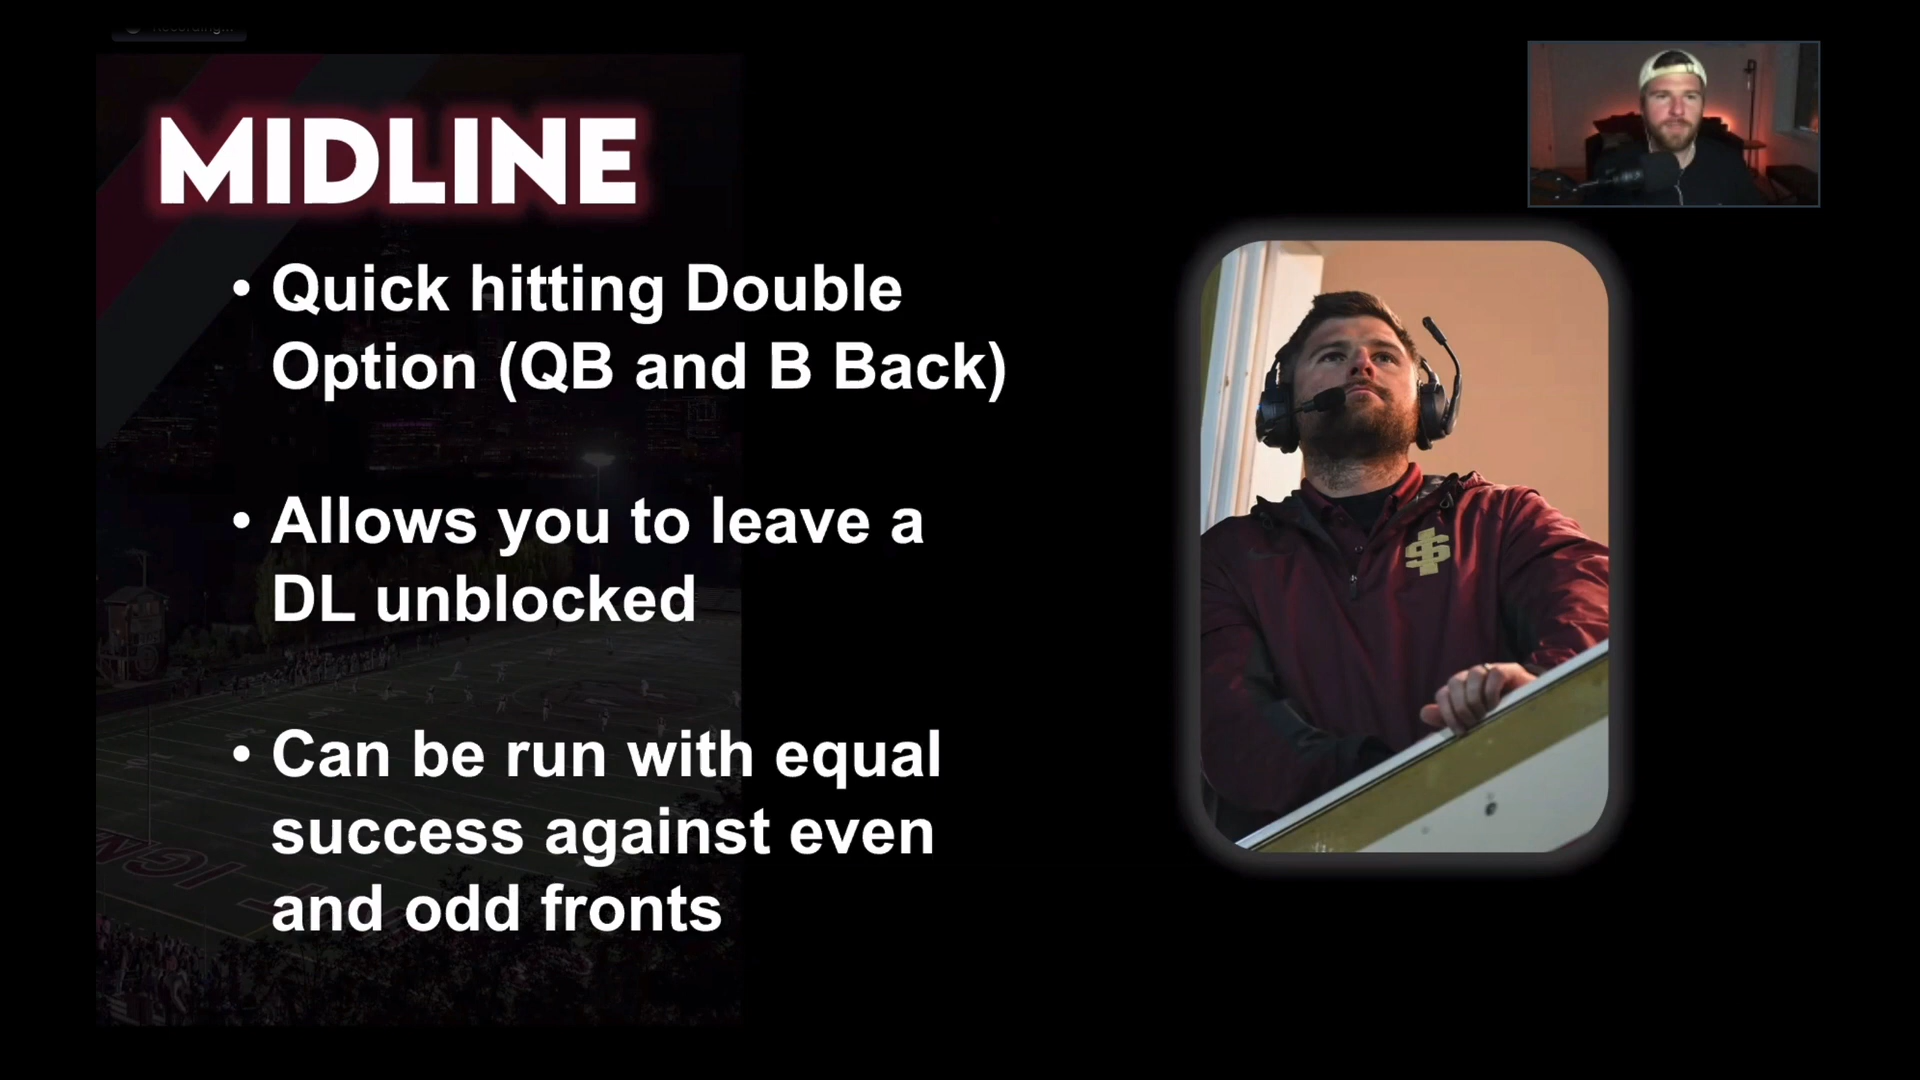 Recording...
MIDLINE
• Quick hitting Double
Option (QB and B Back)
• Allows you to leave a
DL unblocked
• Can be run with equal
success against even
and odd fronts